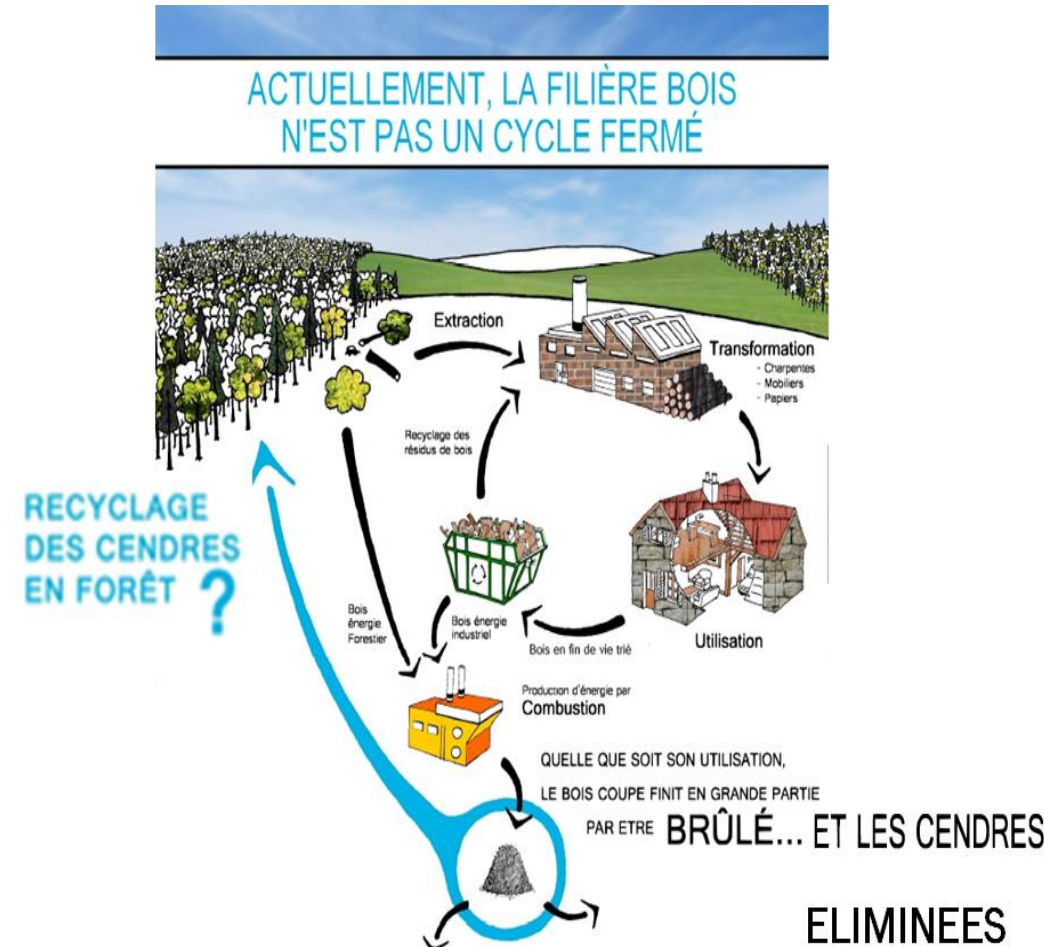 ACTUELLEMENT, LA FILIÈRE BOIS
N'EST PAS UN CYCLE FERMÉ
Extraction
Transformation
- Charpentes
- Mobiliers
- Papiers
Recyclage des
résidus de bois
RECYCLAGE
DES CENDRES
EN FORÊT ?
Bois
énergie
Forestier
Bois énergie
industriel
Bois en fin de vie trié
Utilisation
Production d'énergie par
Combustion
QUELLE QUE SOIT SON UTILISATION,
LE BOIS COUPE FINIT EN GRANDE PARTIE
PAR ETRE BRÛLÉ... ET LES CENDRES
ELIMINEES